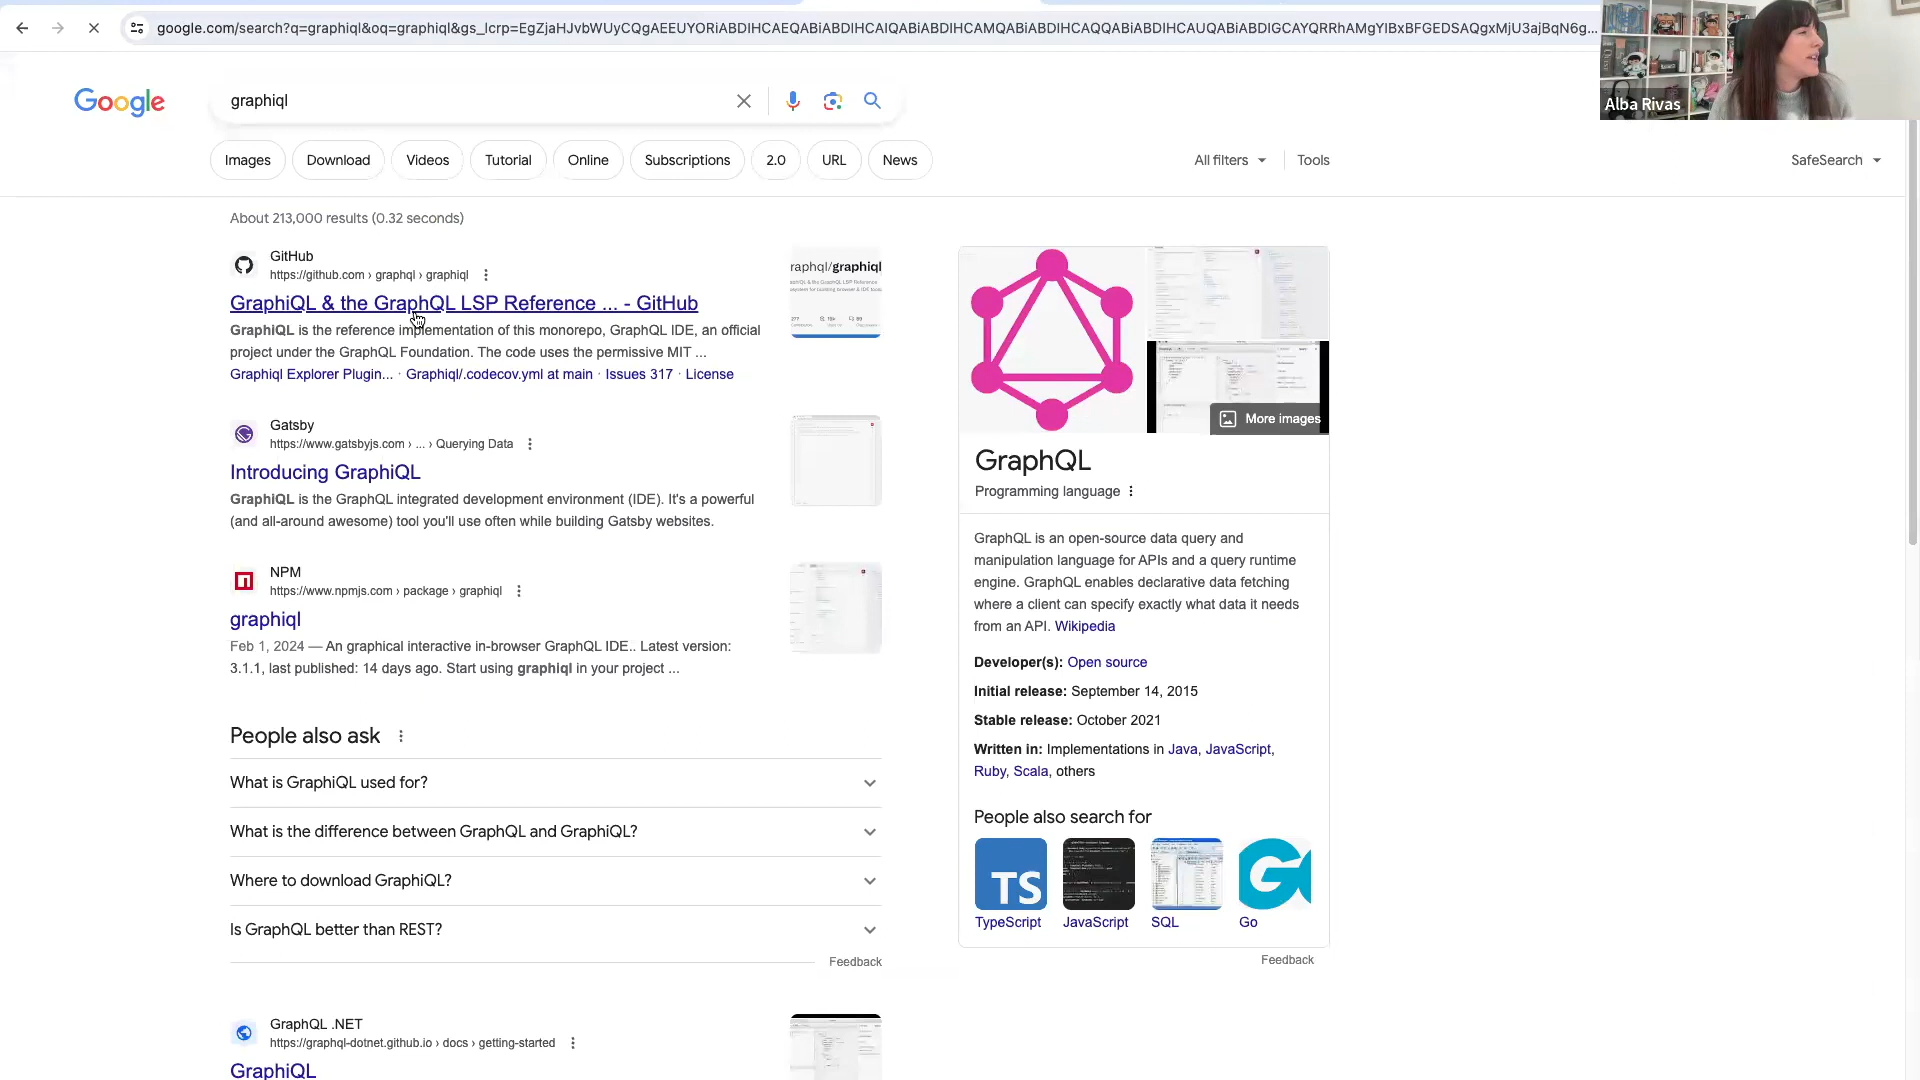 google.com/search?q=graphiql&oq=graphiql&gs_lcrp=EgZjaHJvbWUyCQgAEEUYORiABDIHCAEQABiABDIHCAIQABiABDIHCAMQABiABDIHCAQQABiABDIHCAUQABiABDIGCAYQRRhAMgYIBxBFGEDSAQgxMjU3ajBqN6g...
Alba Rivas
Google
graphiql
Images
Download
Videos
Tutorial
Online
Subscriptions
2.0
URL
News
All filters
Tools
SafeSearch
About 213,000 results (0.32 seconds)
GitHub
https://github.com › graphql › graphiql
GraphiQL & the GraphQL LSP Reference ... - GitHub
GraphiQL is the reference implementation of this monorepo, GraphQL IDE, an official
project under the GraphQL Foundation. The code uses the permissive MIT ...
Graphiql Explorer Plugin... · Graphiql/.codecov.yml at main · Issues 317 · License
raphql/graphiql
Gatsby
https://www.gatsbyjs.com › ... › Querying Data
Introducing GraphiQL
GraphiQL is the GraphQL integrated development environment (IDE). It's a powerful
(and all-around awesome) tool you'll use often while building Gatsby websites.
NPM
https://www.npmjs.com › package › graphiql
graphiql
Feb 1, 2024 — An graphical interactive in-browser GraphQL IDE.. Latest version:
3.1.1, last published: 14 days ago. Start using graphiql in your project ...
People also ask
What is GraphiQL used for?
What is the difference between GraphQL and GraphiQL?
Where to download GraphiQL?
Is GraphQL better than REST?
Feedback
GraphQL .NET
https://graphql-dotnet.github.io › docs › getting-started
GraphiQL
More images
GraphQL
Programming language
GraphQL is an open-source data query and
manipulation language for APIs and a query runtime
engine. GraphQL enables declarative data fetching
where a client can specify exactly what data it needs
from an API. Wikipedia
Developer(s): Open source
Initial release: September 14, 2015
Stable release: October 2021
Written in: Implementations in Java, JavaScript,
Ruby, Scala, others
People also search for
TS
TypeScript
JavaScript
SQL
Go
Feedback